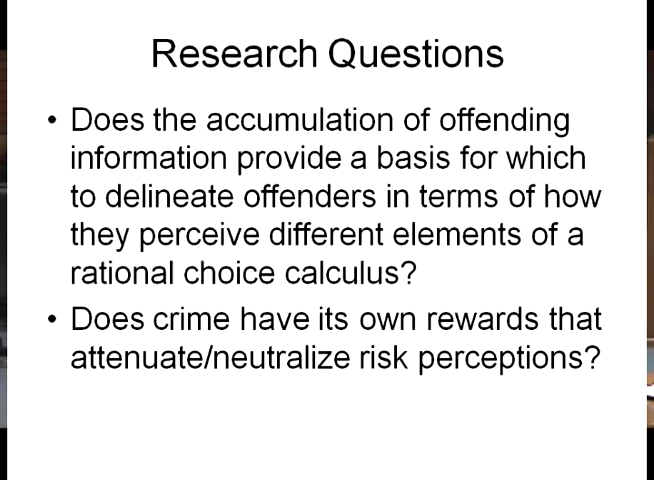 Research Questions
• Does the accumulation of offending
information provide a basis for which
to delineate offenders in terms of how
they perceive different elements of a
rational choice calculus?
• Does crime have its own rewards that
attenuate/neutralize risk perceptions?